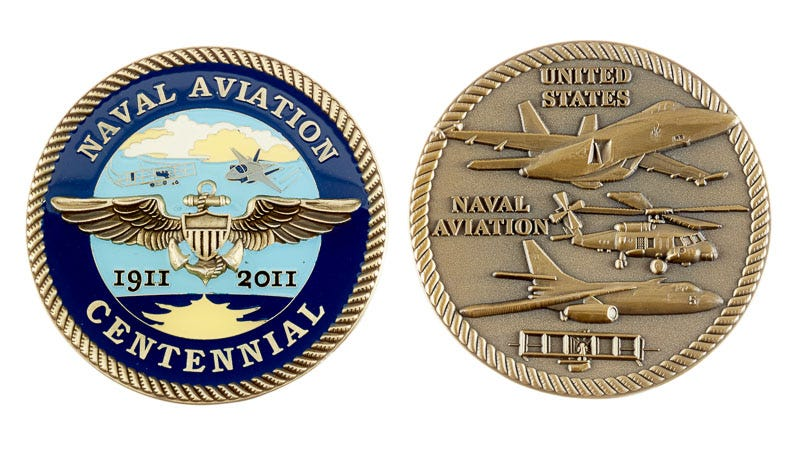 NAVAL AVIATION
1911 2011
CENTENNIAL
UNITED
STATES
NAVAL
AVIATION